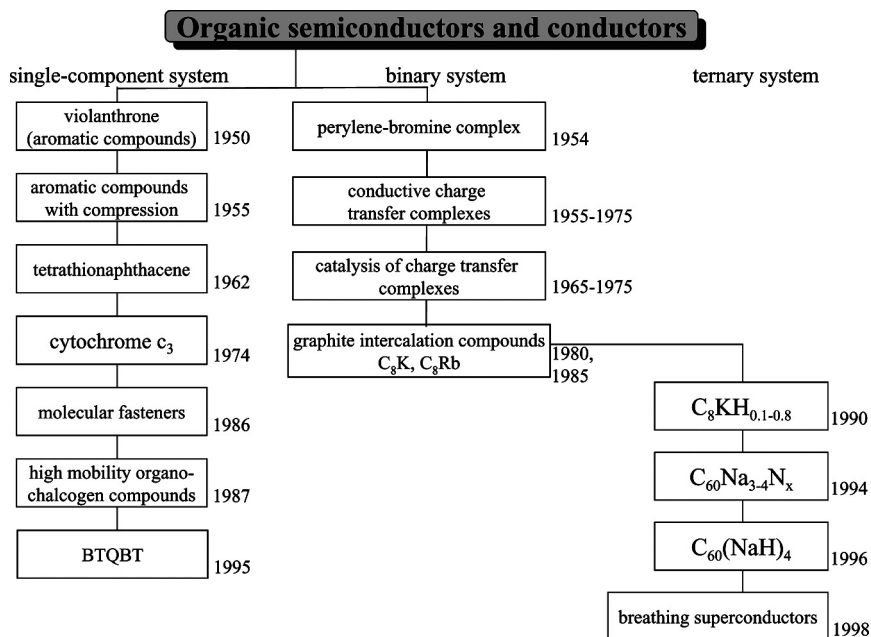 Organic semiconductors and conductors
single-component system
binary system
ternary system
violanthrone
(aromatic compounds)
1950
aromatic compounds
with compression
1955
tetrathionaphthacene
1962
cytochrome c₃
1974
molecular fasteners
1986
high mobility organo-
chalcogen compounds
1987
BTQBT
1995
perylene-bromine complex
1954
conductive charge
transfer complexes
1955-1975
catalysis of charge transfer
complexes
1965-1975
graphite intercalation compounds
C₈K, C₈Rb
1980,
1985
C₈KH₀.₁₋₀.₈
1990
C₆₀Na₃₋₄Nₓ
1994
C₆₀(NaH)₄
1996
breathing superconductors
1998